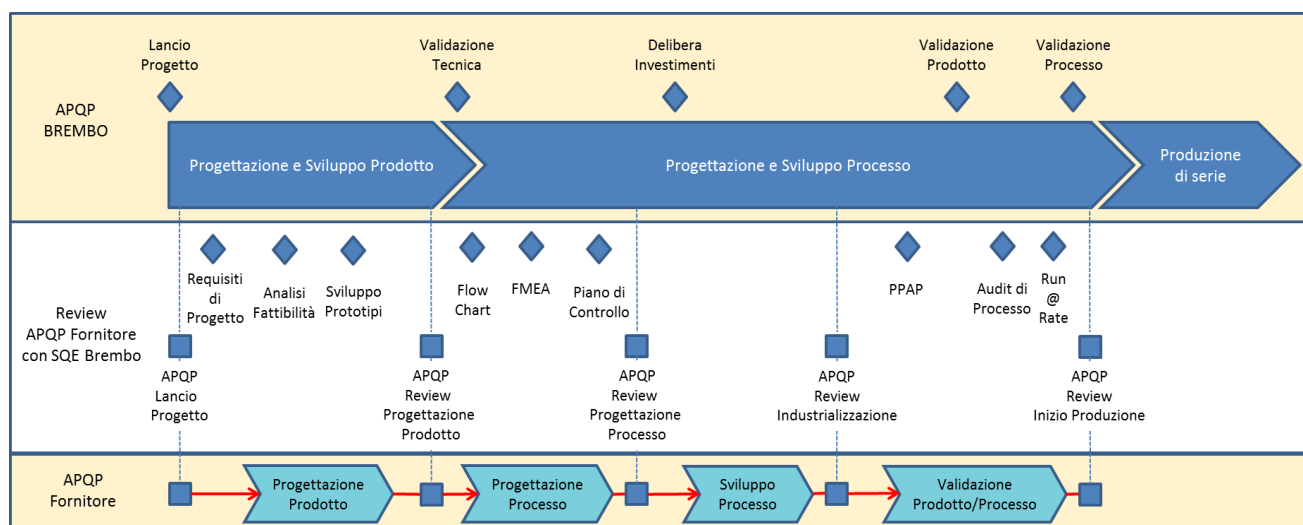 Lancio
Progetto
Validazione
Tecnica
Delibera
Investimenti
Validazione
Prodotto
Validazione
Processo
APQP
BREMBO
Progettazione e Sviluppo Prodotto
Progettazione e Sviluppo Processo
Produzione
di serie
Review
APQP Fornitore
con SQE Brembo
Requisiti
di
Progetto
Analisi
Fattibilità
Sviluppo
Prototipi
Flow
Chart
FMEA
Piano di
Controllo
PPAP
Audit di
Processo
Run
@
Rate
APQP
Lancio
Progetto
APQP
Review
Progettazione
Prodotto
APQP
Review
Progettazione
Processo
APQP
Review
Industrializzazione
APQP
Review
Inizio Produzione
APQP
Fornitore
Progettazione
Prodotto
Progettazione
Processo
Sviluppo
Processo
Validazione
Prodotto/Processo